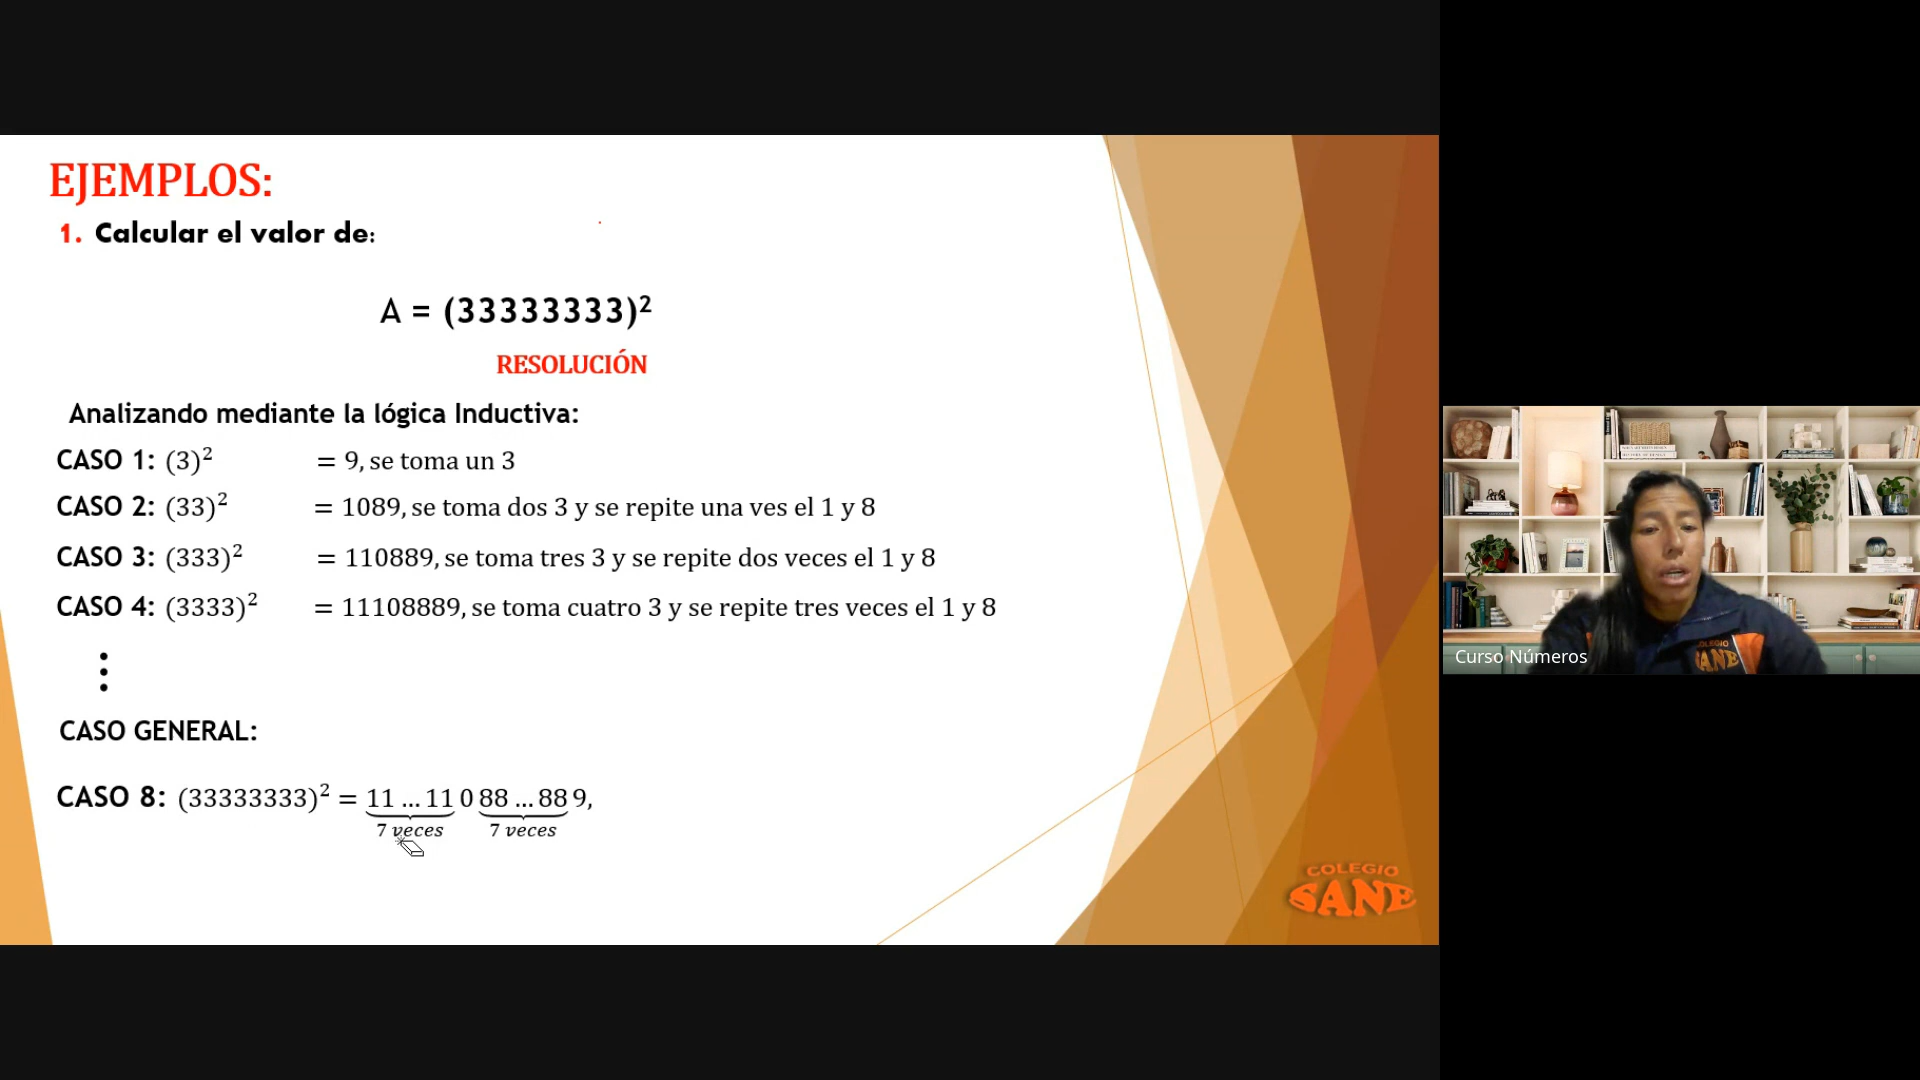 EJEMPLOS:
1. Calcular el valor de:
A = (33333333)²
RESOLUCIÓN
Analizando mediante la lógica Inductiva:
CASO 1: (3)² = 9, se toma un 3
CASO 2: (33)² = 1089, se toma dos 3 y se repite una ves el 1 y 8
CASO 3: (333)² = 110889, se toma tres 3 y se repite dos veces el 1 y 8
CASO 4: (3333)² = 11108889, se toma cuatro 3 y se repite tres veces el 1 y 8
⋮
CASO GENERAL:
CASO 8: (33333333)² = 11 … 11 0 88 … 88 9,
7 veces 7 veces
COLEGIO
SANE
Curso Números